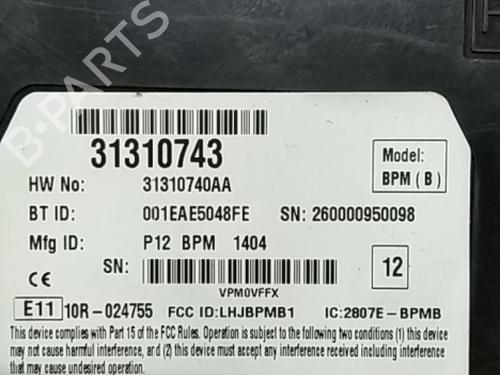 B-PARTS
31310743
Model:
BPM ( B )
HW No: 31310740AA
BT ID: 001EAE5048FE SN: 260000950098
Mfg ID: P12 BPM 1404
SN:
VPM0VFFX
12
CE
E11 10R-024755 FCC ID:LHJBPMB1 IC:2807E-BPMB
This device complies with Part 15 of the FCC Rules. Operation is subject to the following two conditions (1) this device may
not cause harmful interference, and (2) this device must accept any interference received including interference that
may cause undesired operation.